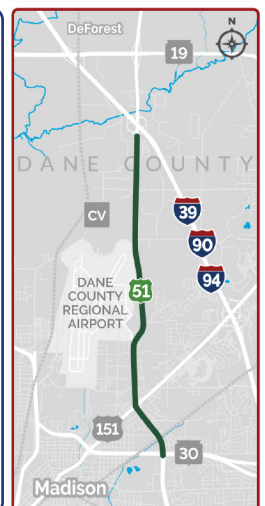 N
DeForest
19
DANE COUNTY
39
CV
90
94
DANE
COUNTY
REGIONAL
AIRPORT
51
151
30
Madison